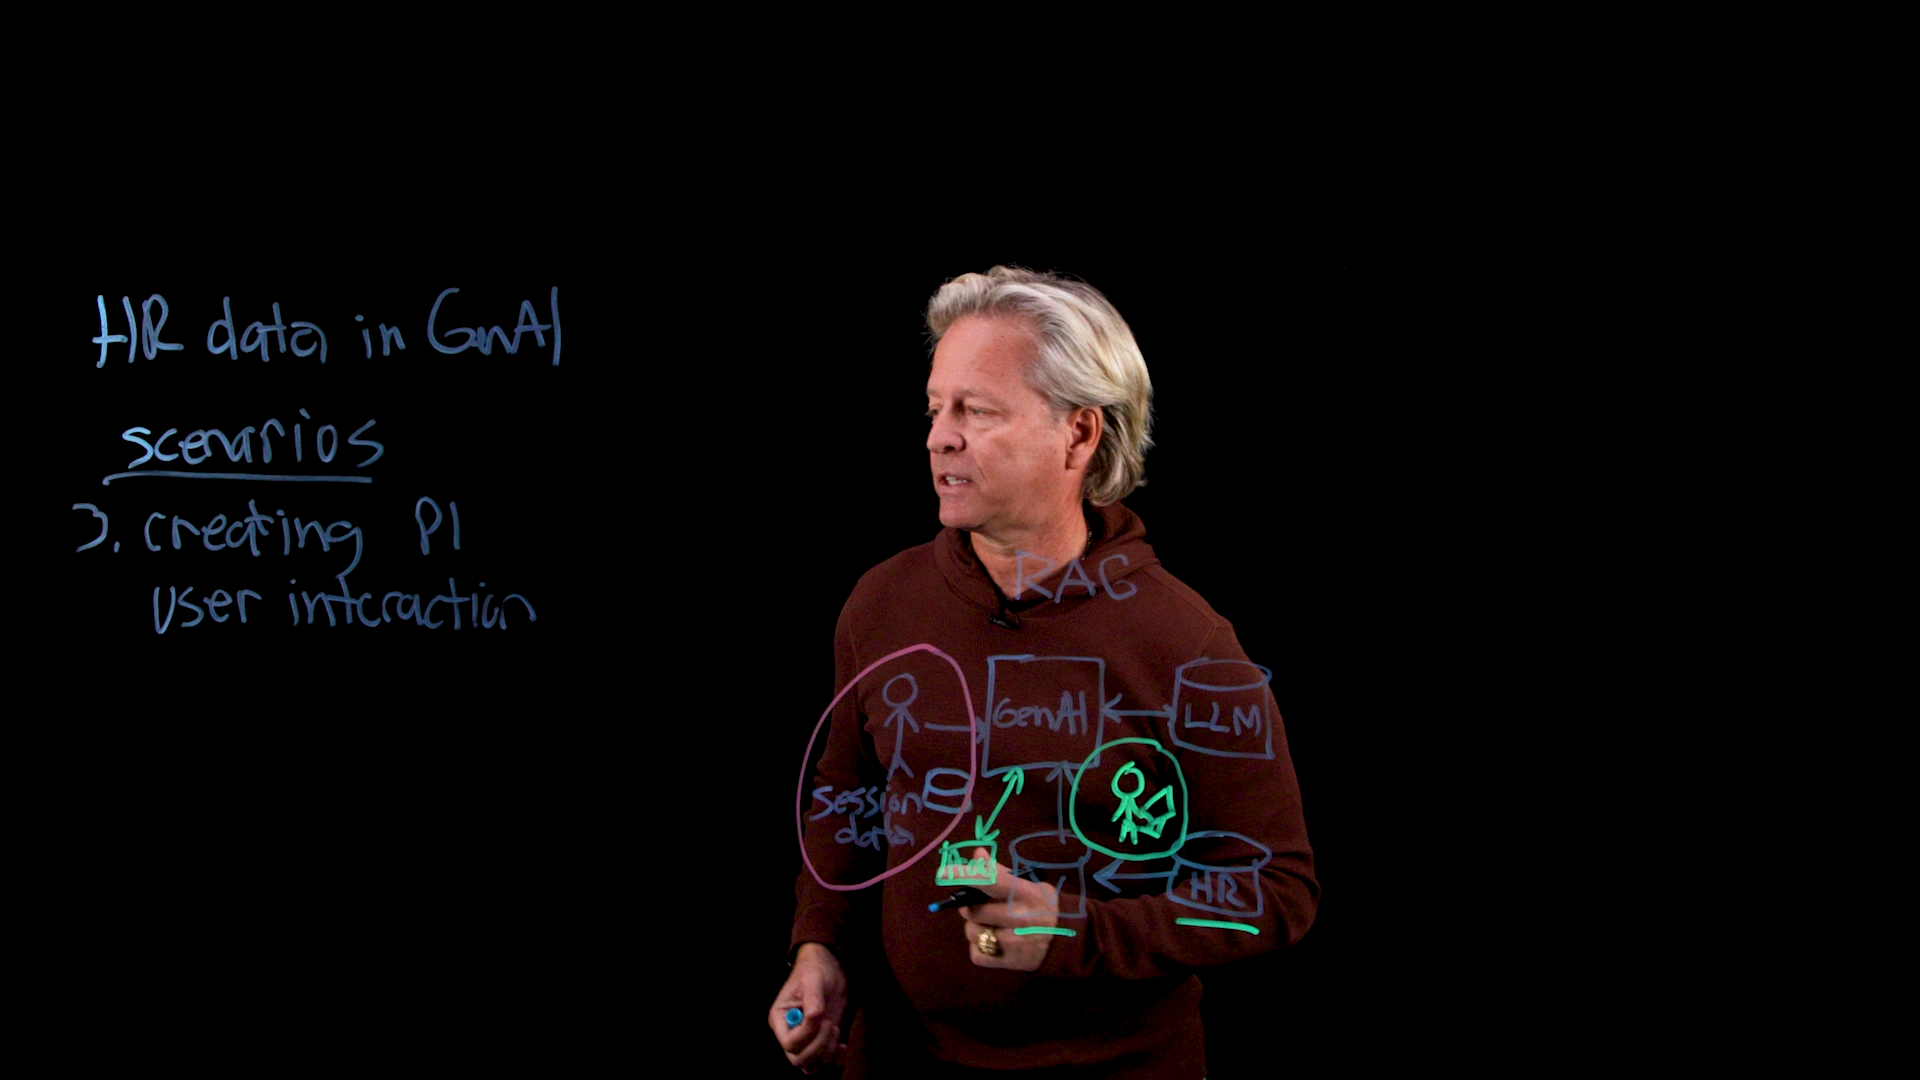 HR data in GenAI
scenarios
3. creating PI
user interaction
RAG
GenAI
LLM
session
data
V
HR